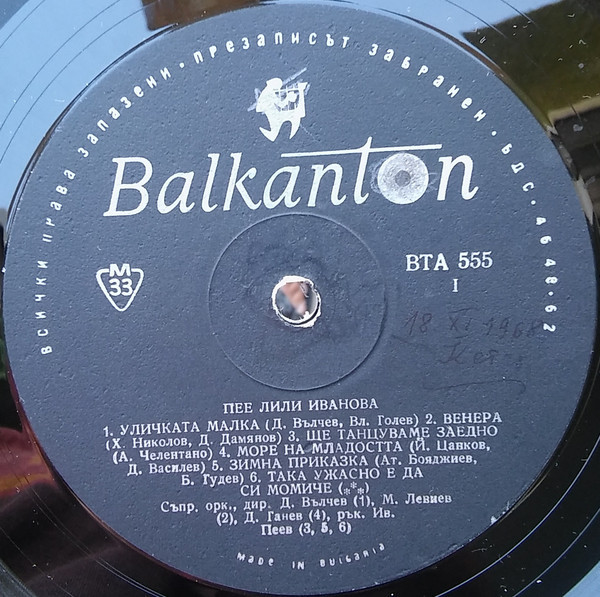 ВСИЧКИ ПРАВА ЗАПАЗЕНИ · ПРЕЗАПИСЪТ ЗАБРАНЕН · БДС · 4648·62
Balkanton
М
33
ВТА 555
I
18 X 1968
ПЕЕ ЛИЛИ ИВАНОВА
1. УЛИЧКАТА МАЛКА (Д. Вълчев, Вл. Голев) 2. ВЕНЕРА
(Х. Николов, Д. Дамянов) 3. ЩЕ ТАНЦУВАМЕ ЗАЕДНО
(А. Челентано) 4. МОРЕ НА МЛАДОСТТА (Й. Цанков,
Д. Василев) 5. ЗИМНА ПРИКАЗКА (Ат. Бояджиев,
Б. Гудев) 6. ТАКА УЖАСНО Е ДА
СИ МОМИЧЕ (***)
Съпр. орк., дир. Д. Вълчев (1), М. Левиев
(2), Д. Ганев (4), рък. Ив.
Пеев (3, 5, 6)
MADE IN BULGARIA